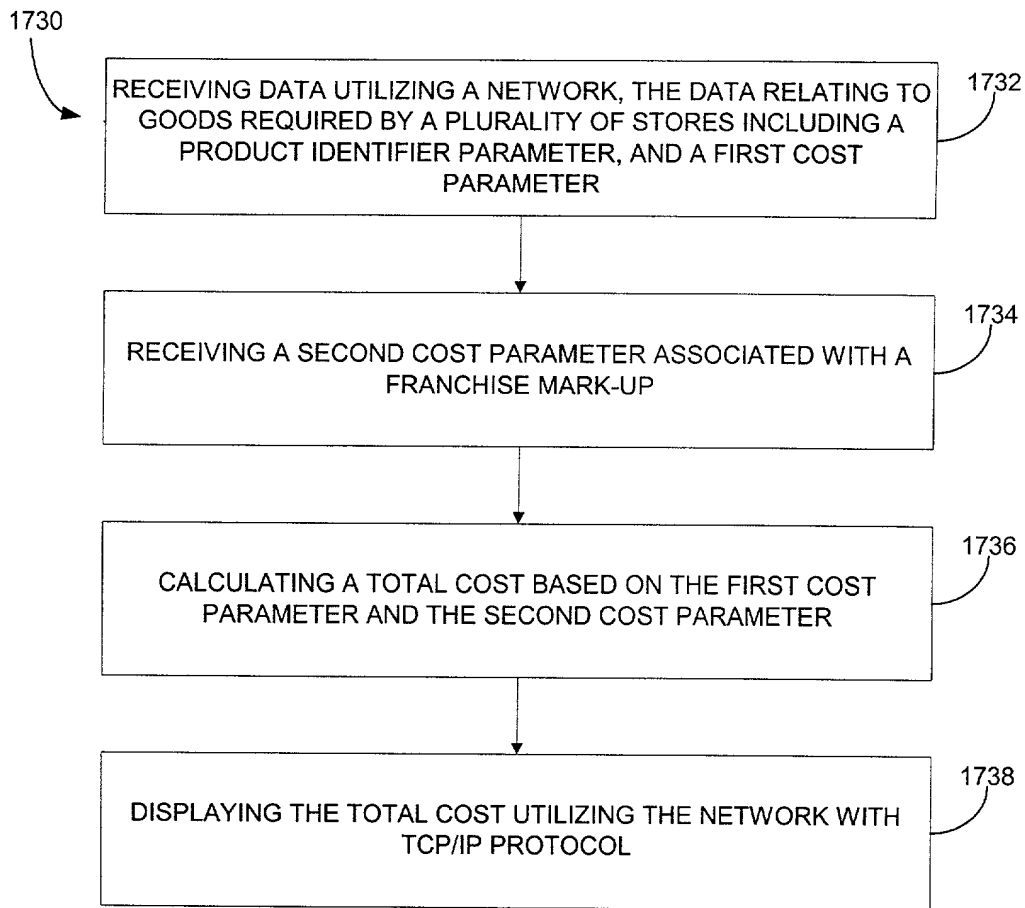 1730
RECEIVING DATA UTILIZING A NETWORK, THE DATA RELATING TO
GOODS REQUIRED BY A PLURALITY OF STORES INCLUDING A
PRODUCT IDENTIFIER PARAMETER, AND A FIRST COST
PARAMETER
1732
RECEIVING A SECOND COST PARAMETER ASSOCIATED WITH A
FRANCHISE MARK-UP
1734
CALCULATING A TOTAL COST BASED ON THE FIRST COST
PARAMETER AND THE SECOND COST PARAMETER
1736
DISPLAYING THE TOTAL COST UTILIZING THE NETWORK WITH
TCP/IP PROTOCOL
1738